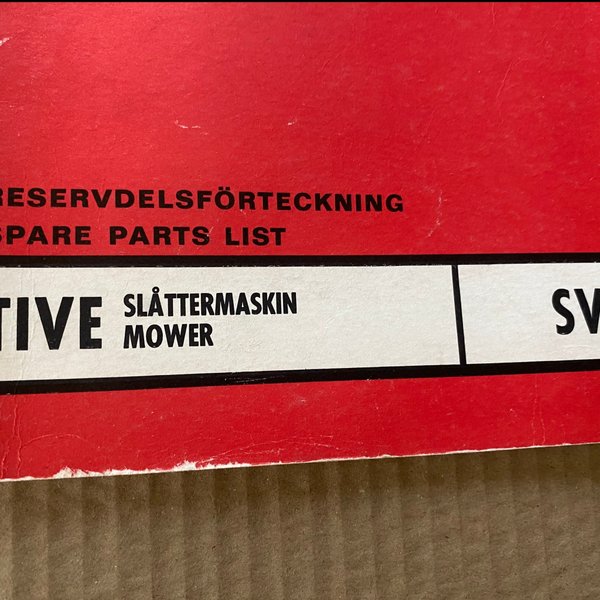 RESERVDELSFÖRTECKNING
SPARE PARTS LIST
TIVE SLÅTTERMASKIN
MOWER
SV